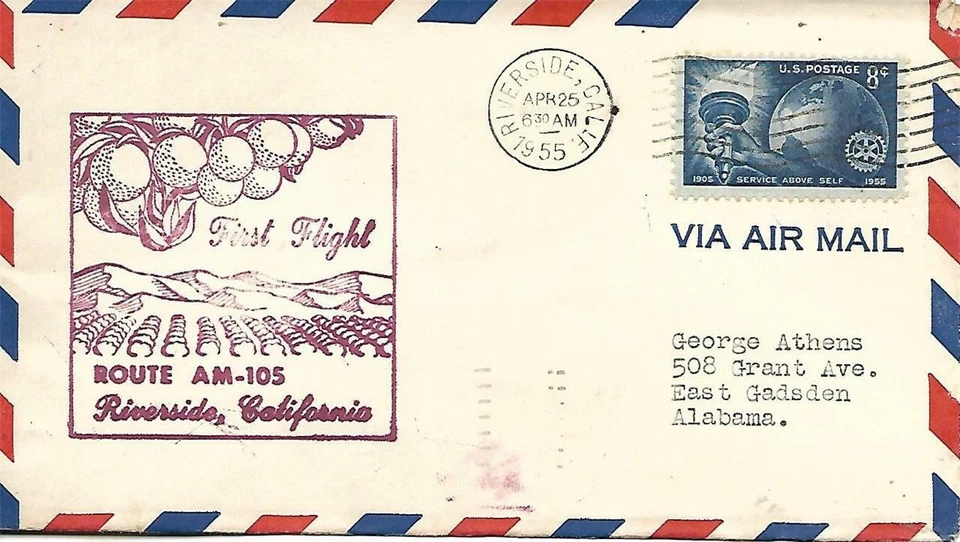 RIVERSIDE, CALIF.
APR 25
6 30 AM
1955
U.S. POSTAGE 8¢
1905 SERVICE ABOVE SELF 1955
VIA AIR MAIL
First Flight
ROUTE AM-105
Riverside, California
George Athens
508 Grant Ave.
East Gadsden
Alabama.